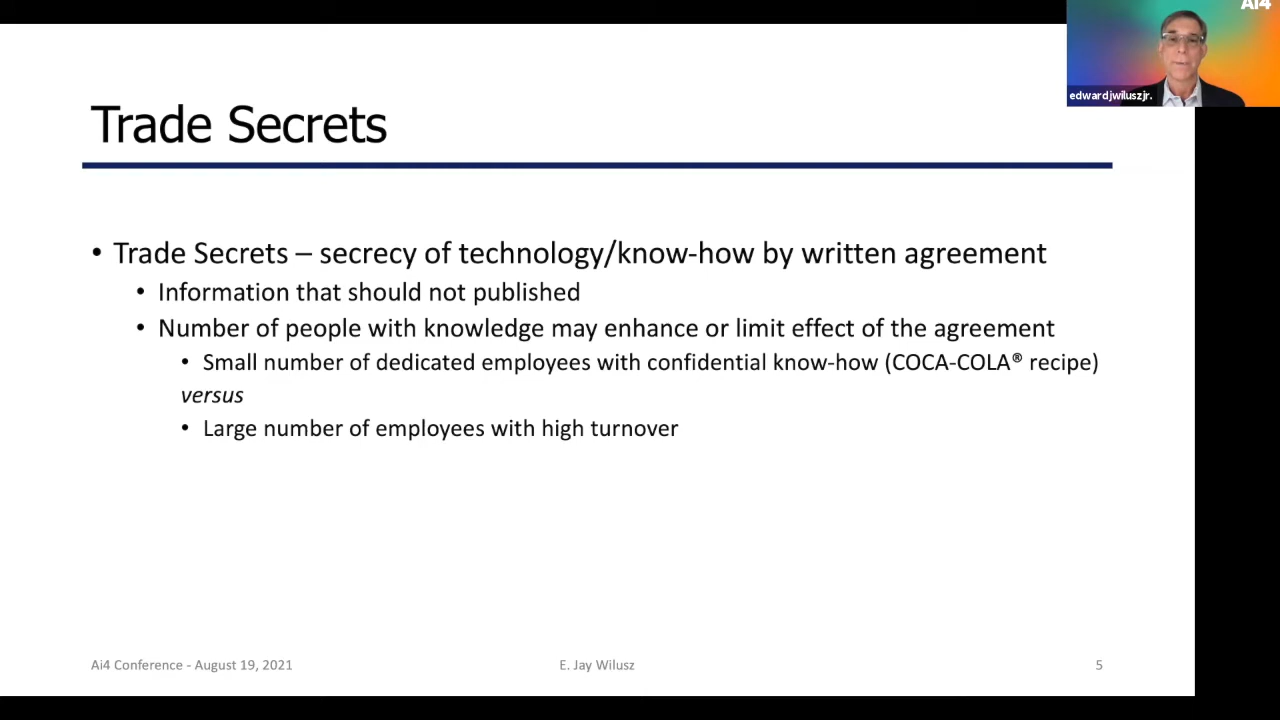 Ai4
edwardjwiluszjr.
Trade Secrets
• Trade Secrets – secrecy of technology/know-how by written agreement
• Information that should not published
• Number of people with knowledge may enhance or limit effect of the agreement
• Small number of dedicated employees with confidential know-how (COCA-COLA® recipe)
versus
• Large number of employees with high turnover
Ai4 Conference - August 19, 2021
E. Jay Wilusz
5